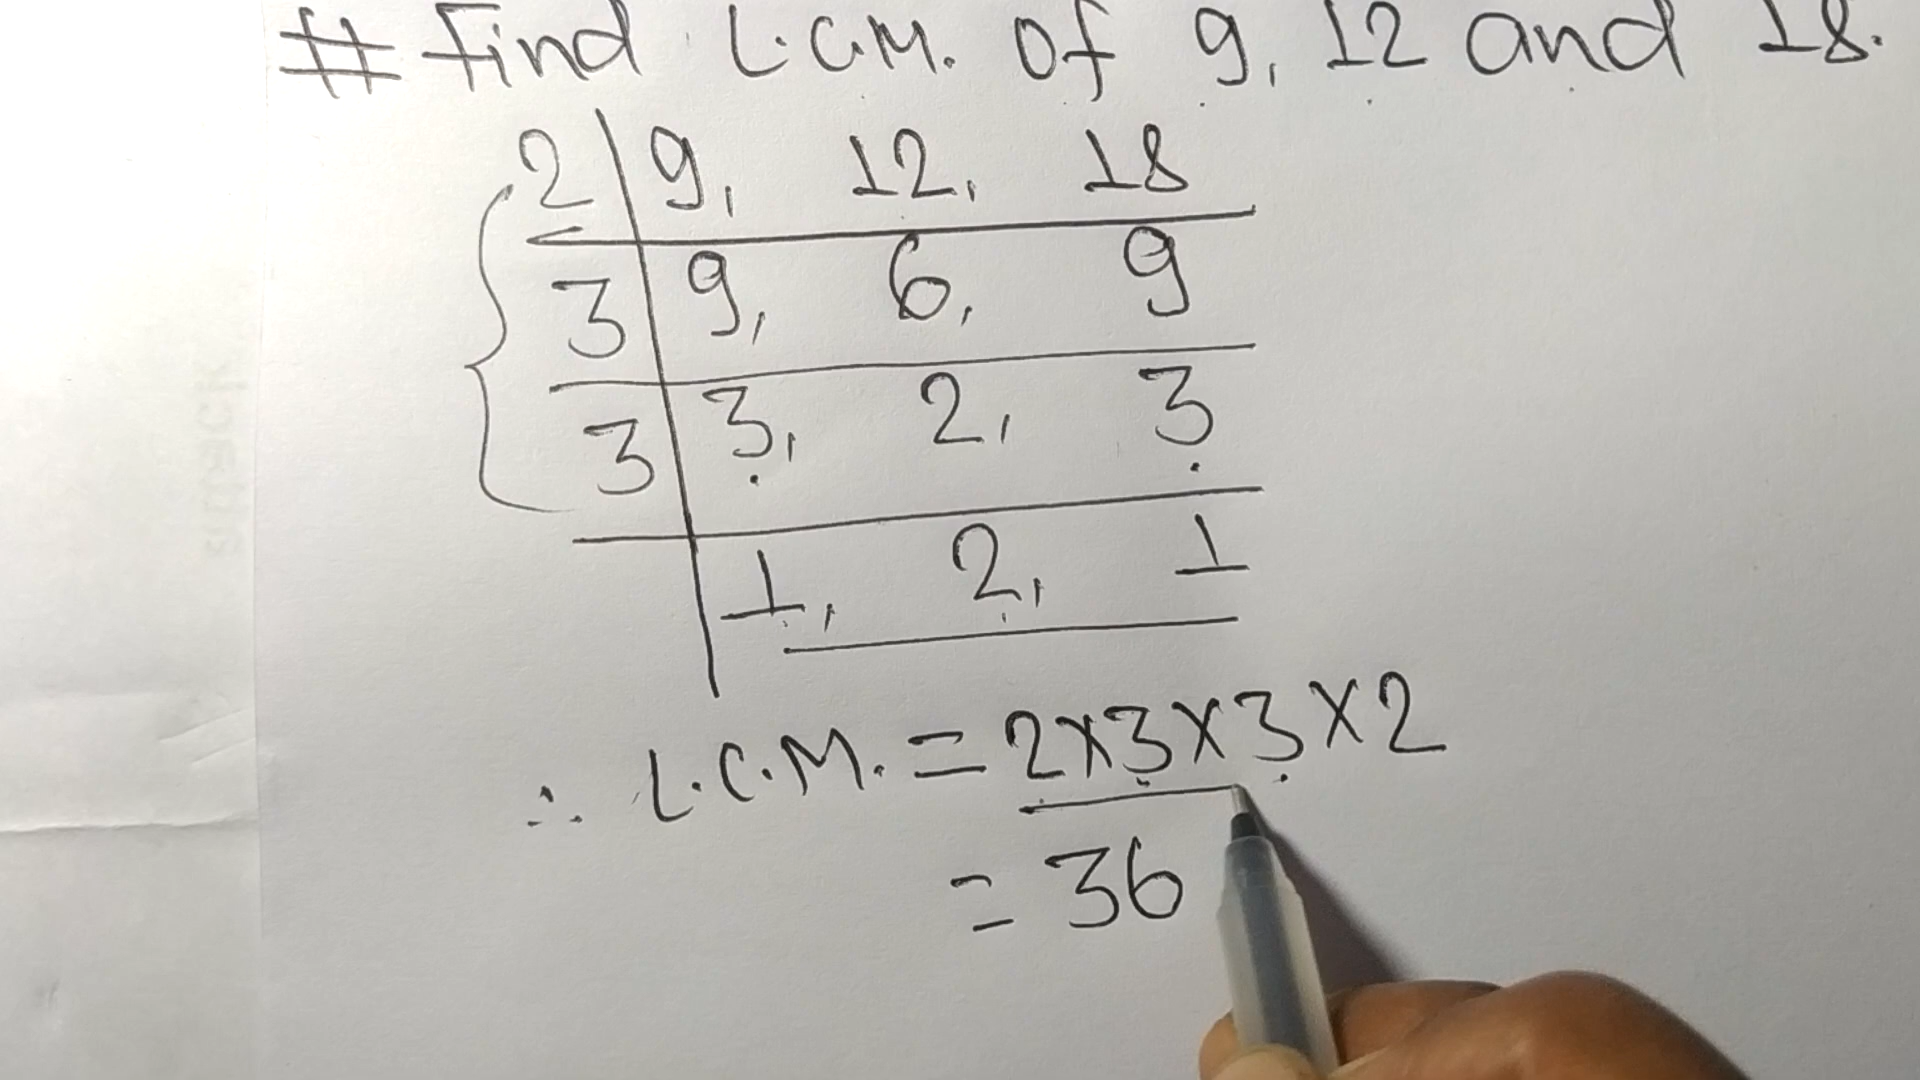 # Find L.C.M. of 9, 12 and 18.
2 | 9, 12, 18
3 | 9, 6, 9
3 | 3, 2, 3
1, 2, 1
∴ L.C.M. = 2×3×3×2
= 36